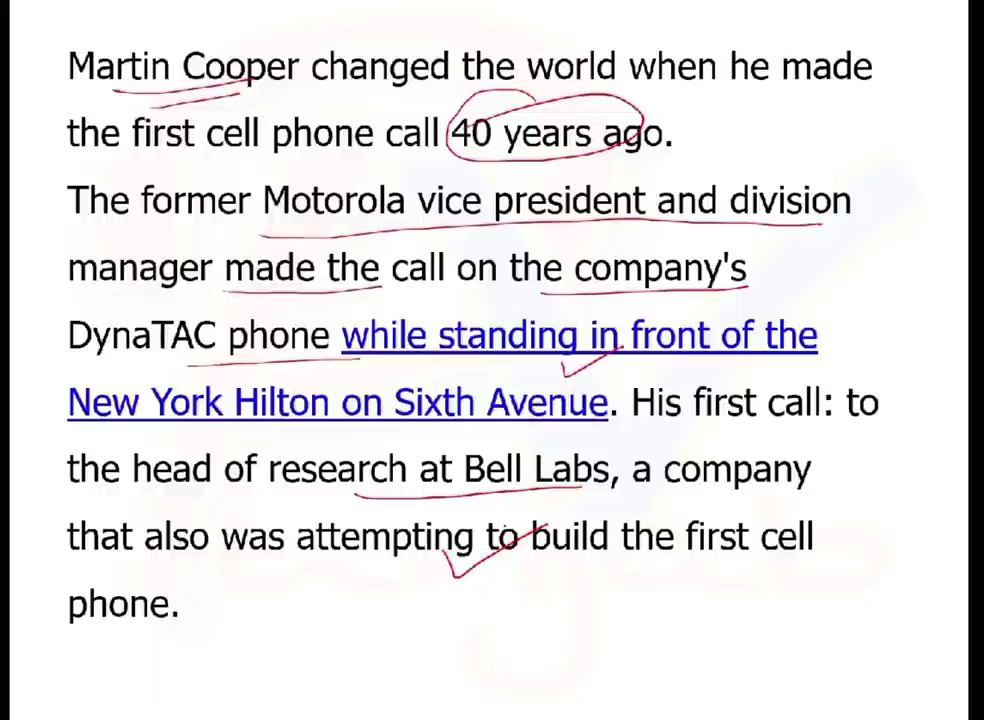 Martin Cooper changed the world when he made
the first cell phone call 40 years ago.
The former Motorola vice president and division
manager made the call on the company's
DynaTAC phone while standing in front of the
New York Hilton on Sixth Avenue. His first call: to
the head of research at Bell Labs, a company
that also was attempting to build the first cell
phone.